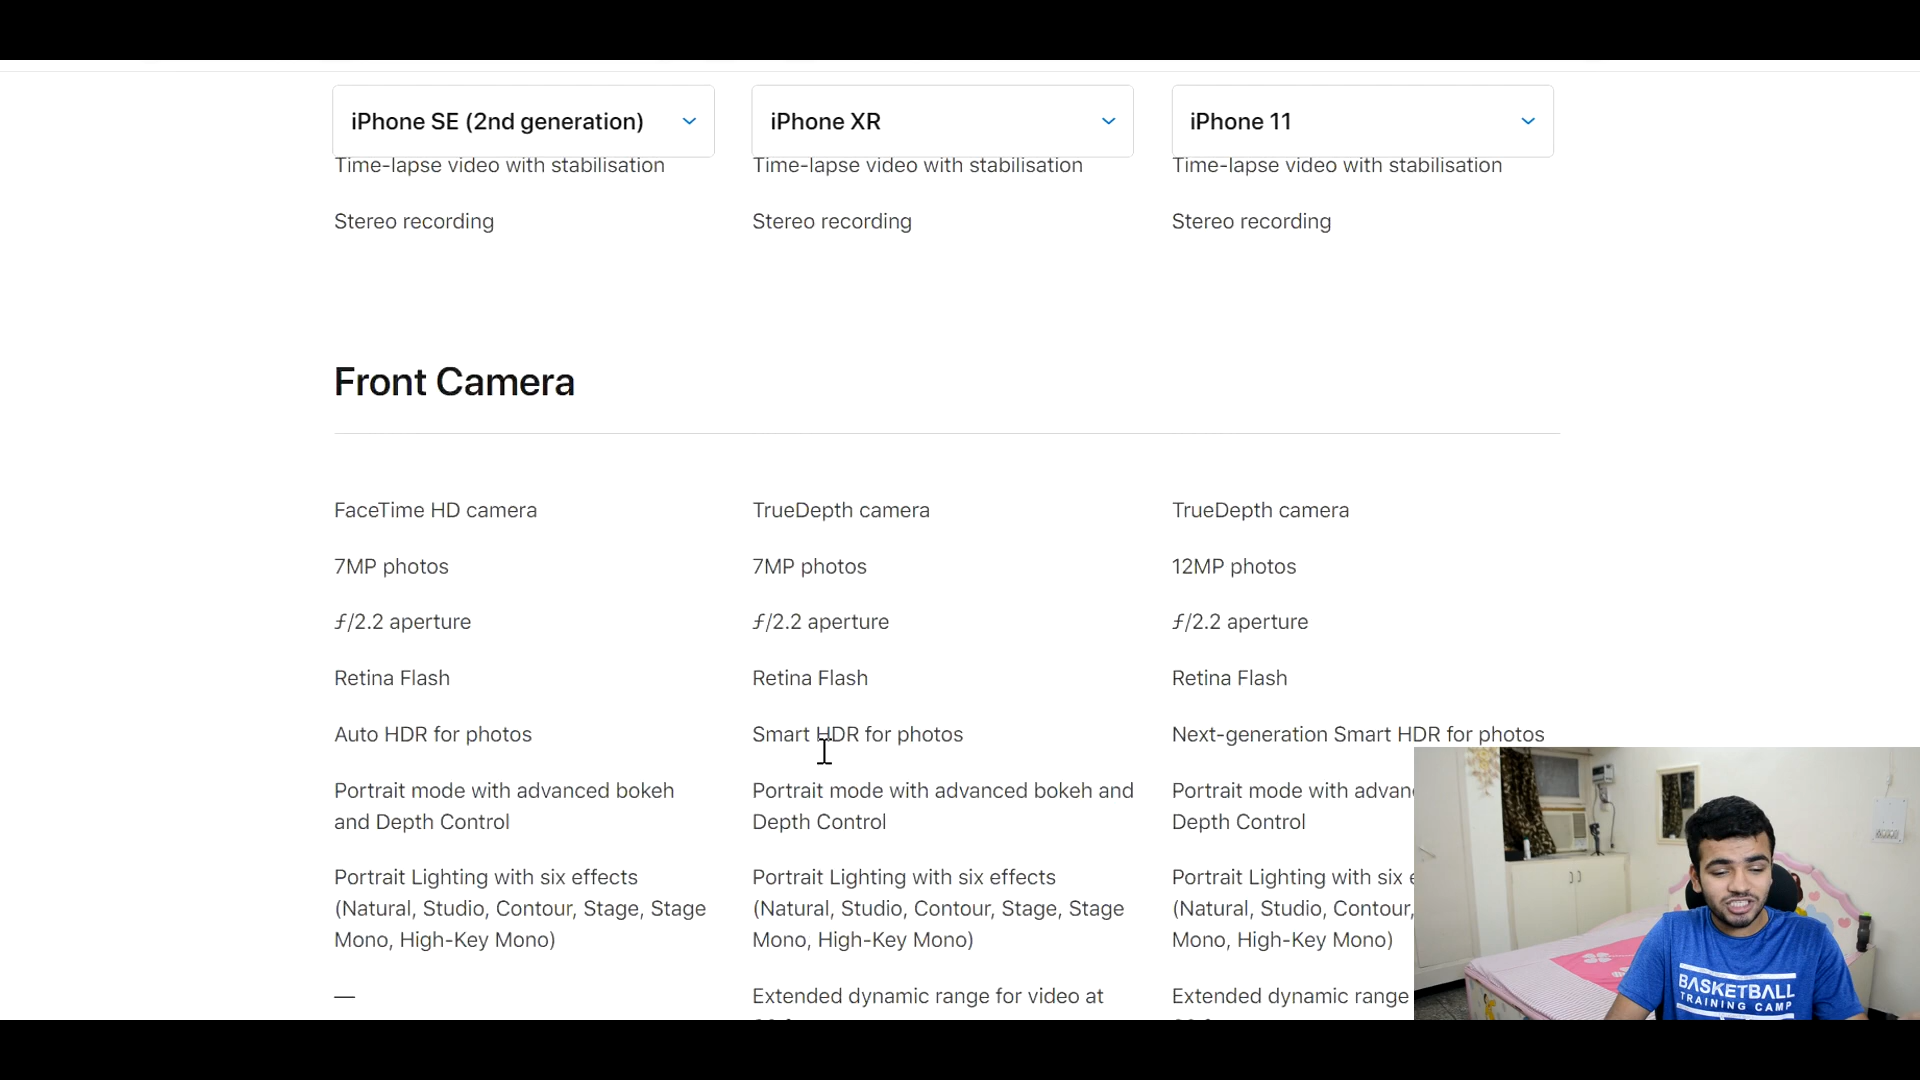 iPhone SE (2nd generation)
iPhone XR
iPhone 11
Time-lapse video with stabilisation
Time-lapse video with stabilisation
Time-lapse video with stabilisation
Stereo recording
Stereo recording
Stereo recording
Front Camera
FaceTime HD camera
TrueDepth camera
TrueDepth camera
7MP photos
7MP photos
12MP photos
ƒ/2.2 aperture
ƒ/2.2 aperture
ƒ/2.2 aperture
Retina Flash
Retina Flash
Retina Flash
Auto HDR for photos
Smart HDR for photos
Next-generation Smart HDR for photos
Portrait mode with advanced bokeh
and Depth Control
Portrait mode with advanced bokeh and
Depth Control
Portrait mode with advan
Depth Control
Portrait Lighting with six effects
(Natural, Studio, Contour, Stage, Stage
Mono, High-Key Mono)
Portrait Lighting with six effects
(Natural, Studio, Contour, Stage, Stage
Mono, High-Key Mono)
Portrait Lighting with six
(Natural, Studio, Contour,
Mono, High-Key Mono)
—
Extended dynamic range for video at
Extended dynamic range
BASKETBALL
TRAINING CAMP